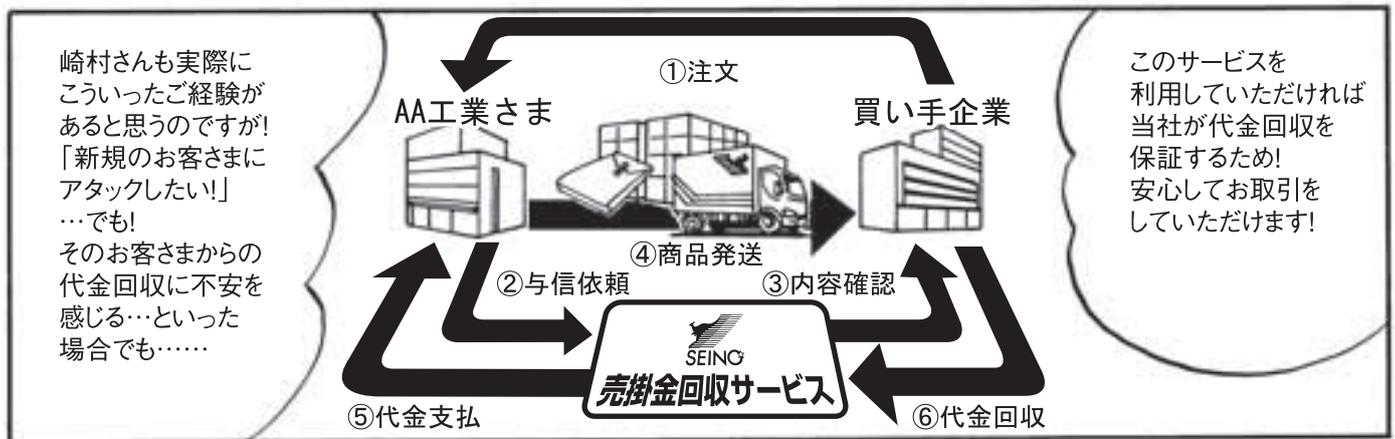 このサービスを
利用していただければ
当社が代金回収を
保証するため!
安心してお取引を
していただけます!
①注文
AA工業さま
買い手企業
④商品発送
②与信依頼
③内容確認
SEINO
売掛金回収サービス
⑤代金支払
⑥代金回収
崎村さんも実際に
こういったご経験が
あると思うのですが!
「新規のお客さまに
アタックしたい!」
…でも!
そのお客さまからの
代金回収に不安を
感じる…といった
場合でも……